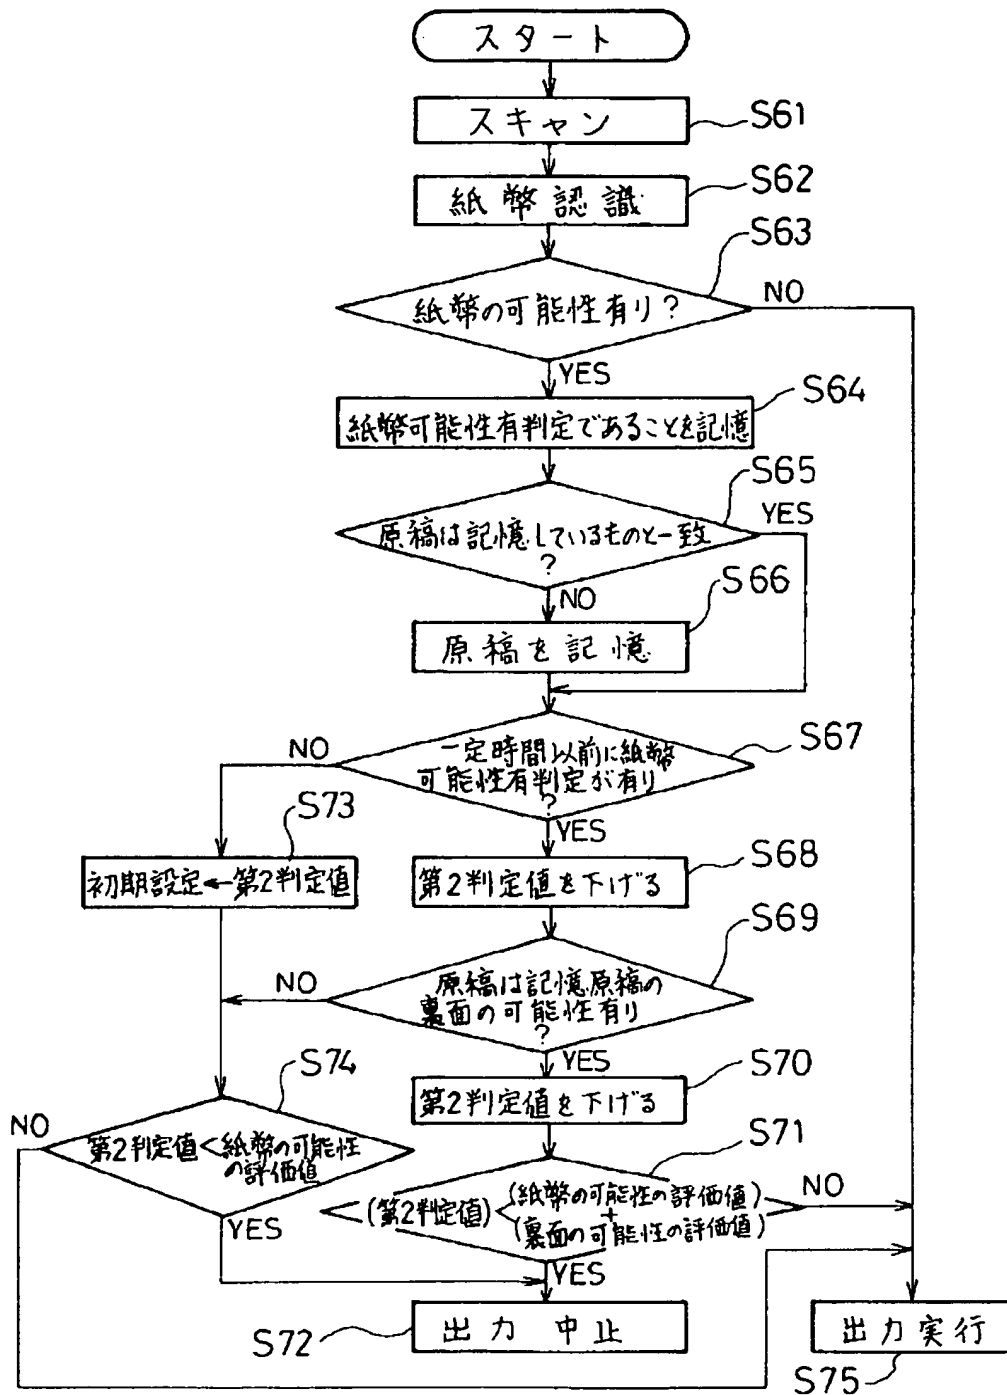 スタート
スキャン
S61
紙幣認識
S62
S63
紙幣の可能性有り?
NO
YES
S64
紙幣可能性有判定であることを記憶
S65
YES
原稿は記憶しているものと一致
?
NO
S66
原稿を記憶
S67
NO
一定時間以前に紙幣
可能性有判定が有り
?
YES
S73
初期設定←第2判定値
S68
第2判定値を下げる
S69
NO
原稿は記憶原稿の
裏面の可能性有り
?
YES
S74
S70
第2判定値を下げる
NO
第2判定値<紙幣の可能性
の評価値
YES
S71
(第2判定値)<(紙幣の可能性の評価値)
+
(裏面の可能性の評価値)
NO
YES
S72
出力中止
出力実行
S75